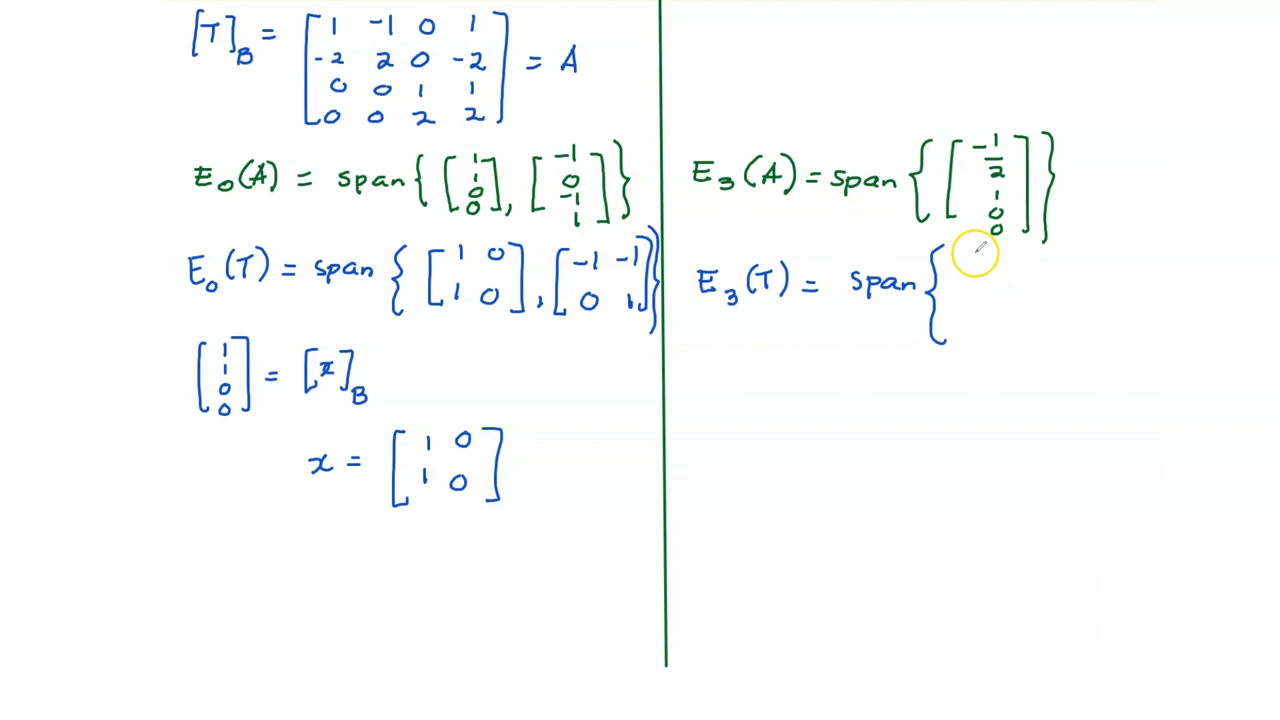 [T]_B = [1 -1 0 1; -2 2 0 -2; 0 0 1 1; 0 0 2 2] = A
E_0(A) = span{[1; 1; 0; 0], [-1; 0; -1; 1]}
E_0(T) = span{[1 0; 1 0], [-1 -1; 0 1]}
[1; 1; 0; 0] = [x]_B
x = [1 0; 1 0]
E_3(A) = span{[-1/2; 1; 0; 0]}
E_3(T) = span{